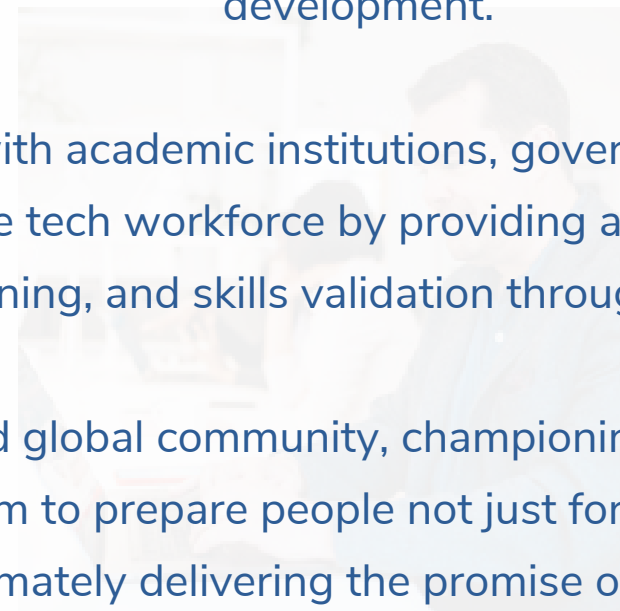 development.
ith academic institutions, gover
e tech workforce by providing a
ning, and skills validation throug
d global community, championin
m to prepare people not just for
mately delivering the promise o